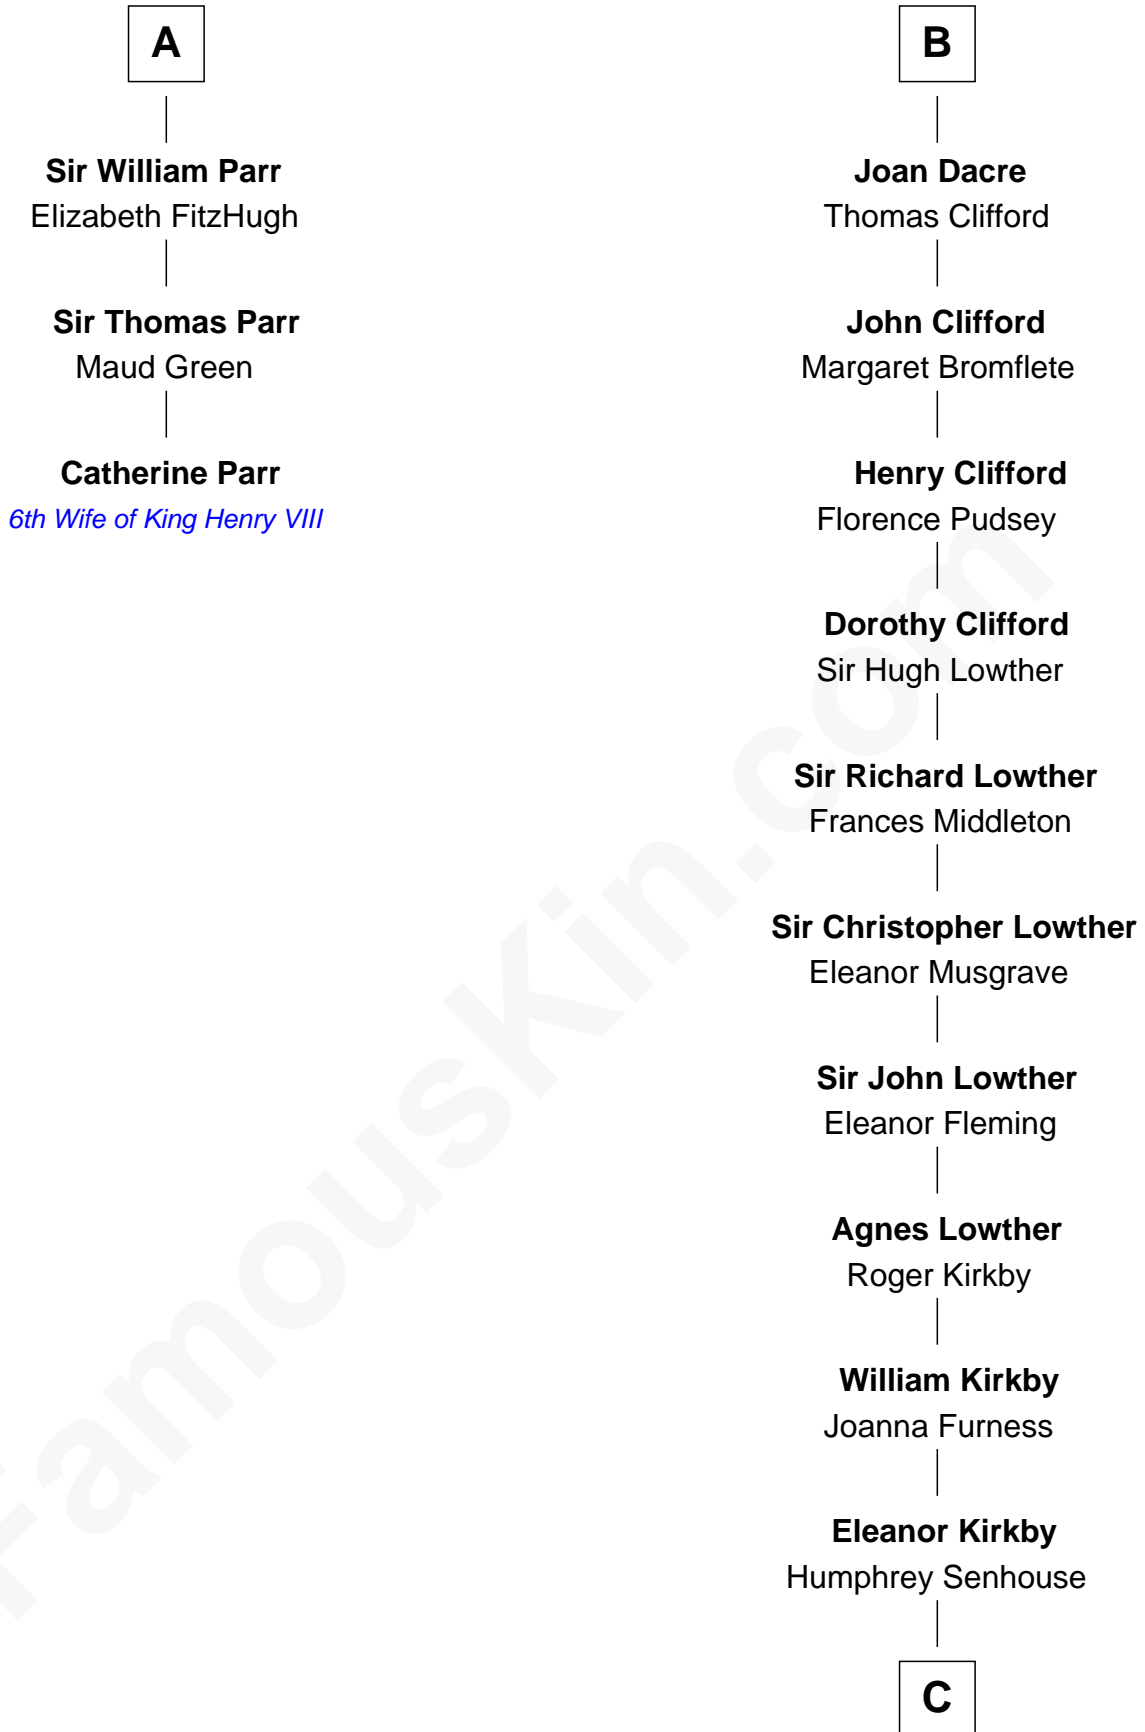 A
Sir William Parr
Elizabeth FitzHugh
Sir Thomas Parr
Maud Green
Catherine Parr
6th Wife of King Henry VIII
B
Joan Dacre
Thomas Clifford
John Clifford
Margaret Bromflete
Henry Clifford
Florence Pudsey
Dorothy Clifford
Sir Hugh Lowther
Sir Richard Lowther
Frances Middleton
Sir Christopher Lowther
Eleanor Musgrave
Sir John Lowther
Eleanor Fleming
Agnes Lowther
Roger Kirkby
William Kirkby
Joanna Furness
Eleanor Kirkby
Humphrey Senhouse
C
FamousKin.com